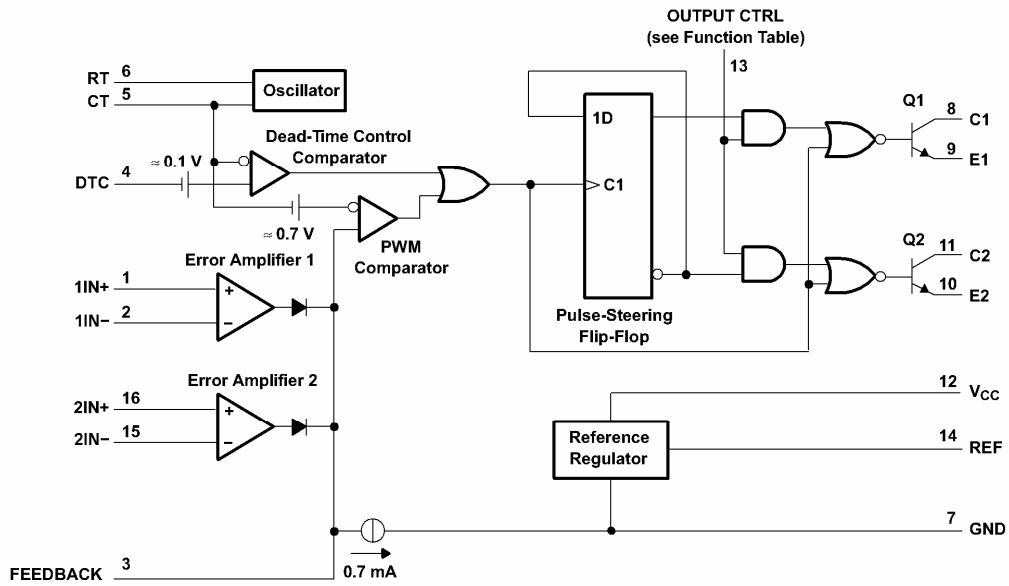 OUTPUT CTRL
(see Function Table)
13
RT 6
CT 5
Oscillator
Dead-Time Control
Comparator
≈ 0.1 V
DTC 4
≈ 0.7 V
PWM
Comparator
1D
C1
Pulse-Steering
Flip-Flop
Q1
8 C1
9 E1
Q2
11 C2
10 E2
Error Amplifier 1
1IN+ 1
+
1IN− 2
−
Error Amplifier 2
2IN+ 16
+
2IN− 15
−
12 VCC
Reference
Regulator
14 REF
7 GND
0.7 mA
FEEDBACK 3